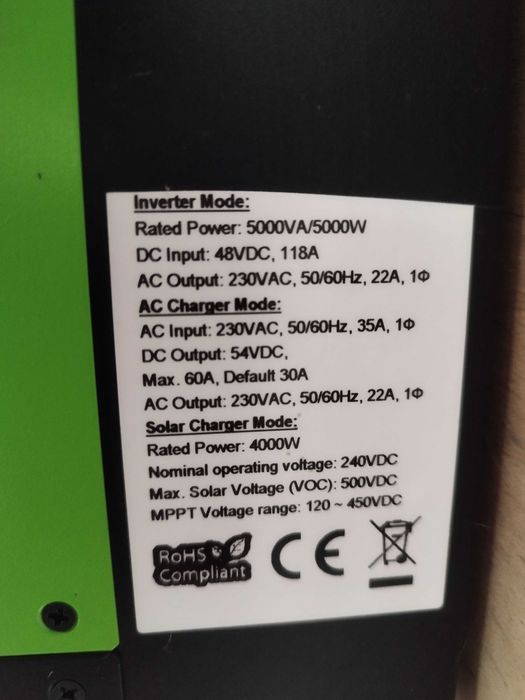 Inverter Mode:
Rated Power: 5000VA/5000W
DC Input: 48VDC, 118A
AC Output: 230VAC, 50/60Hz, 22A, 1Φ
AC Charger Mode:
AC Input: 230VAC, 50/60Hz, 35A, 1Φ
DC Output: 54VDC,
Max. 60A, Default 30A
AC Output: 230VAC, 50/60Hz, 22A, 1Φ
Solar Charger Mode:
Rated Power: 4000W
Nominal operating voltage: 240VDC
Max. Solar Voltage (VOC): 500VDC
MPPT Voltage range: 120 ~ 450VDC
RoHS
Compliant
CE